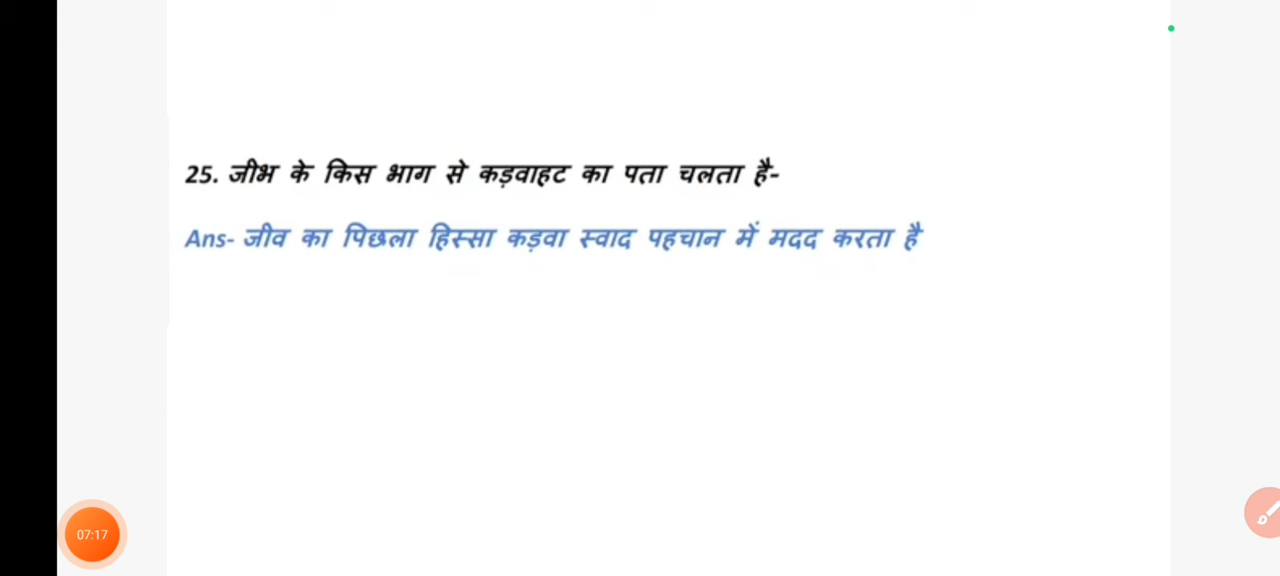 25. जीभ के किस भाग से कड़वाहट का पता चलता है-
Ans- जीव का पिछला हिस्सा कड़वा स्वाद पहचान में मदद करता है
07:17